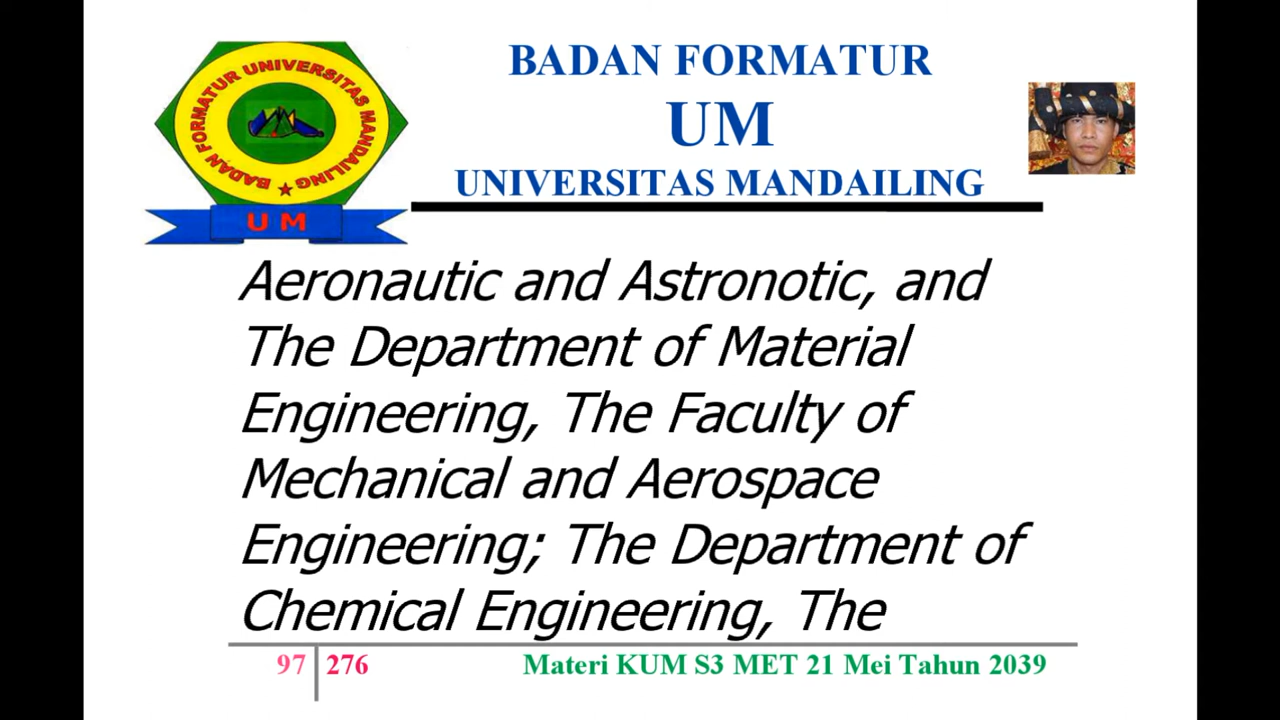 BADAN FORMATUR
UM
UNIVERSITAS MANDAILING
BADAN FORMATUR UNIVERSITAS MANDAILING
U M
Aeronautic and Astronotic, and
The Department of Material
Engineering, The Faculty of
Mechanical and Aerospace
Engineering; The Department of
Chemical Engineering, The
97 276 Materi KUM S3 MET 21 Mei Tahun 2039